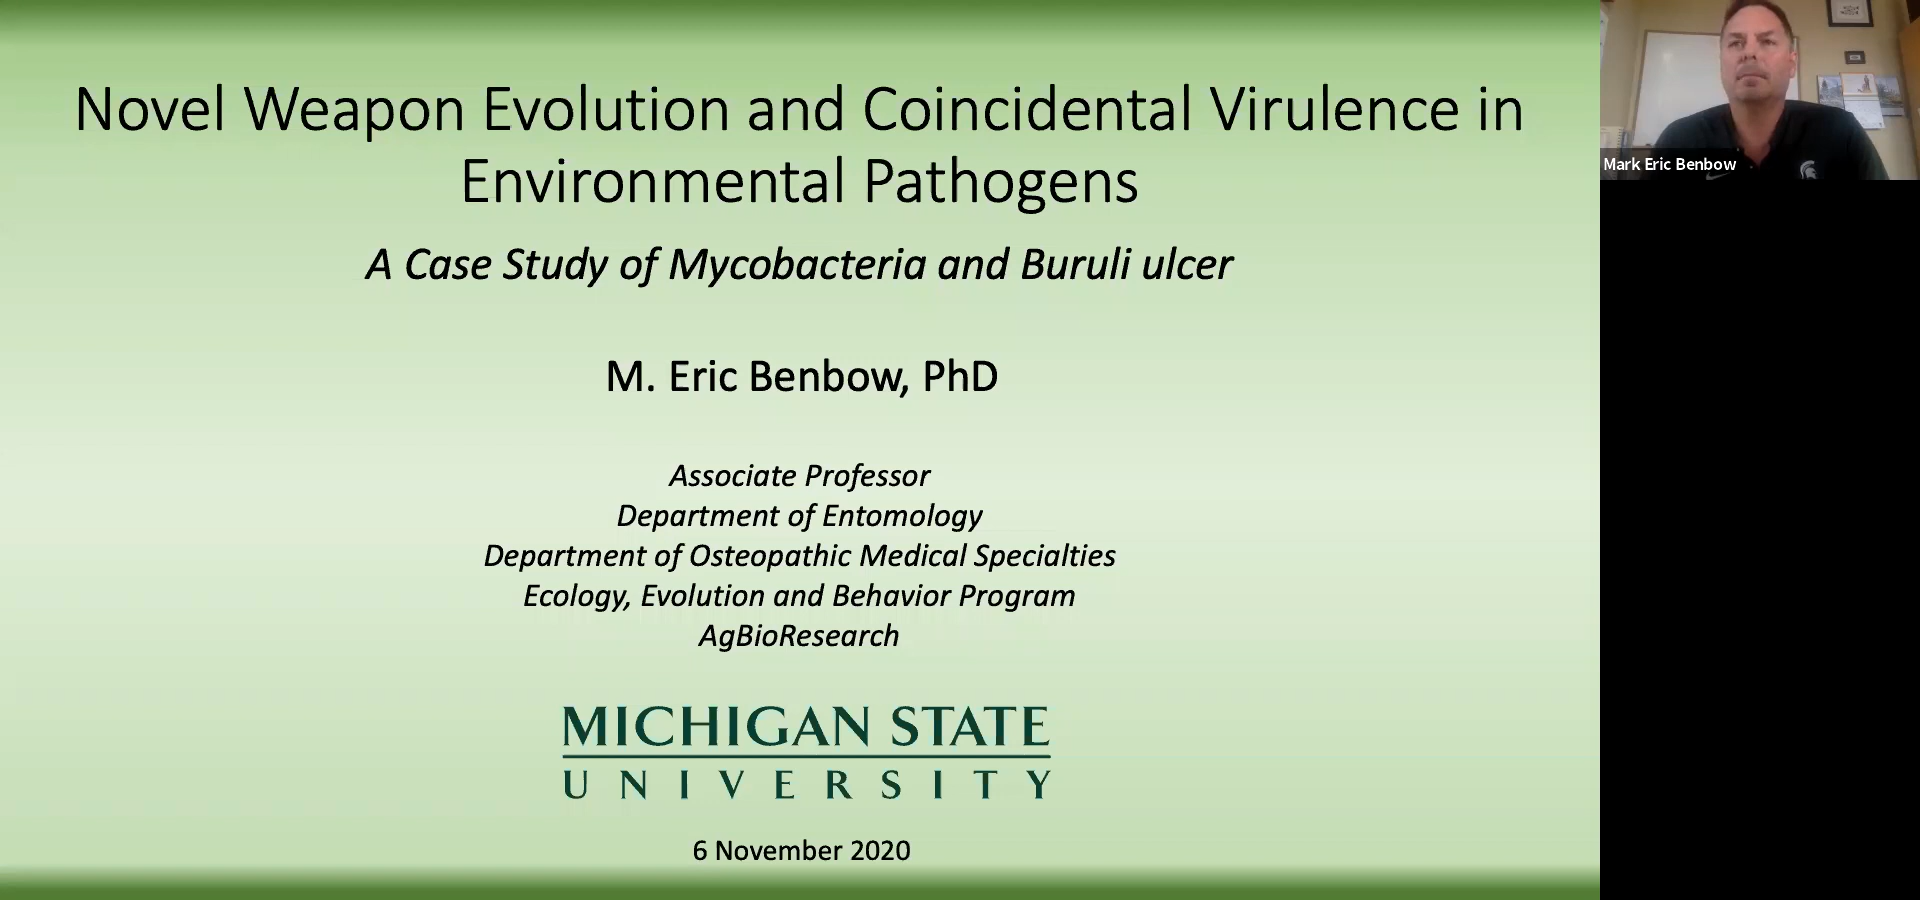 Novel Weapon Evolution and Coincidental Virulence in
Environmental Pathogens
A Case Study of Mycobacteria and Buruli ulcer
M. Eric Benbow, PhD
Associate Professor
Department of Entomology
Department of Osteopathic Medical Specialties
Ecology, Evolution and Behavior Program
AgBioResearch
MICHIGAN STATE
UNIVERSITY
6 November 2020
Mark Eric Benbow